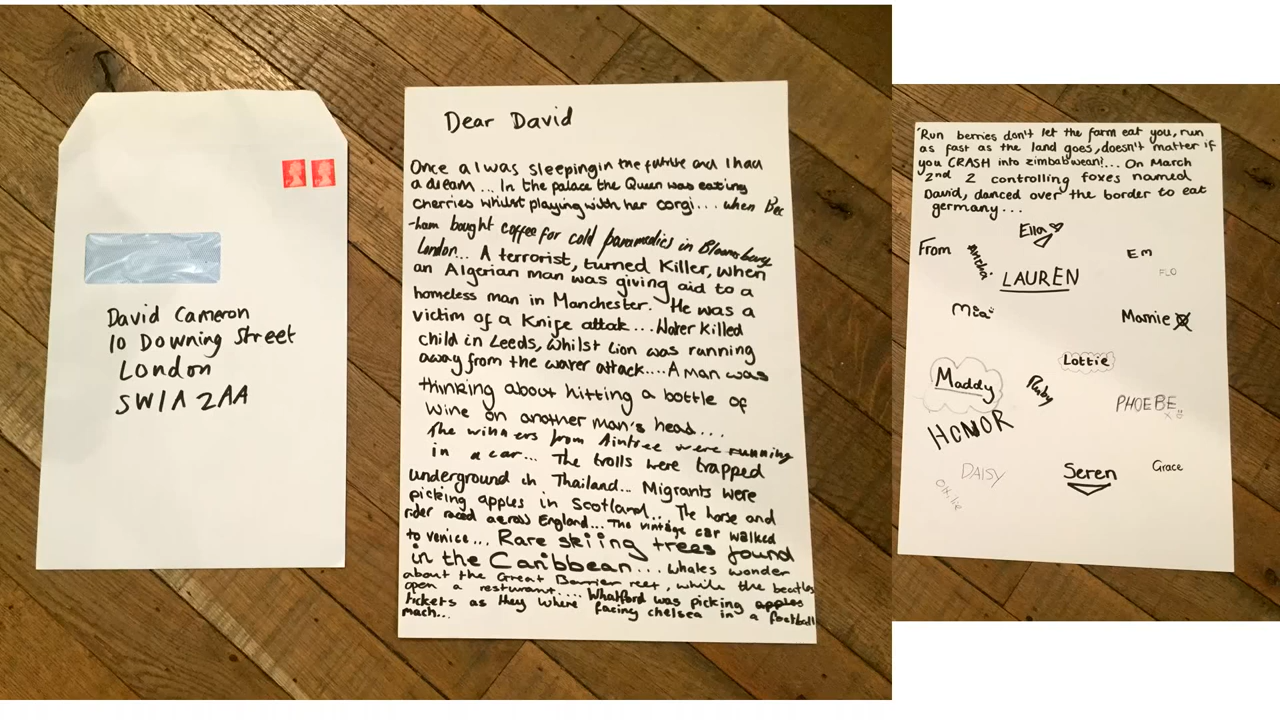 David Cameron
10 Downing Street
London
SW1A 2AA
Dear David
Once a I was sleeping in the future and I had
a dream... In the palace the Queen was eating
cherries whilst playing with her corgi... when Bec
-ham bought coffee for cold paramedics in Bloomsbury
London... A terrorist, turned Killer, when
an Algerian man was giving aid to a
homeless man in Manchester. He was a
victim of a Knife attak... Water Killed
child in Leeds, whilst Lion was running
away from the water attack.... A man was
thinking about hitting a bottle of
wine on another man's head...
The winners from Aintree were running
in a car... The trolls were trapped
underground in Thailand... Migrants were
picking apples in Scotland... The horse and
rider raced across England... The vintage car walked
to venice... Rare skiing trees found
in the Caribbean... whales wonder
about the Great Barrier reef, while the beatles
open a resturant.... Whatford was picking apples
tickets as they where facing chelsea in a football
mach...
'Run berries don't let the farm eat you, run
as fast as the land goes, doesn't matter if
you CRASH into zimbabwean!'... On March
2nd 2 controlling foxes named
David, danced over the border to eat
germany...
Ella
From
Em
FLO
LAUREN
Mia
Mamie
Lottie
Maddy
Ruby
PHOEBE
X
HONOR
DAISY
Seren
Grace